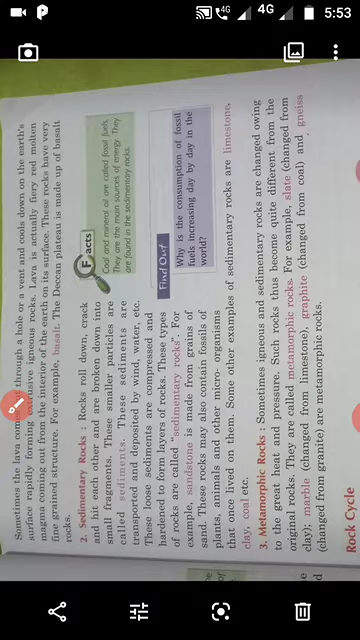 5:53
4G
4G
Sometimes the lava com through a hole or a vent and cools down on the earth's
surface rapidly forming extrusive igneous rocks. Lava is actually fiery red molten
magma coming out from the interior of the earth on its surface. These rocks have very
fine grained structure. For example, basalt. The Deccan plateau is made up of basalt
rocks.
2. Sedimentary Rocks : Rocks roll down, crack
and hit each other and are broken down into
small fragments. These smaller particles are
called sediments. These sediments are
transported and deposited by wind, water, etc.
These loose sediments are compressed and
hardened to form layers of rocks. These types
of rocks are called "sedimentary rocks". For
example, sandstone is made from grains of
sand. These rocks may also contain fossils of
plants, animals and other micro- organisms
that once lived on them. Some other examples of sedimentary rocks are limestone,
clay, coal etc.
Facts
Coal and mineral oil are called fossil fuels.
They are the main sources of energy. They
are found in the sedimentary rocks.
Find Out
Why is the consumption of fossil
fuels increasing day by day in the
world?
3. Metamorphic Rocks : Sometimes igneous and sedimentary rocks are changed owing
to the great heat and pressure. Such rocks thus become quite different from the
original rocks. They are called metamorphic rocks. For example, slate (changed from
clay); marble (changed from limestone), graphite (changed from coal) and gneiss
(changed from granite) are metamorphic rocks.
Rock Cycle